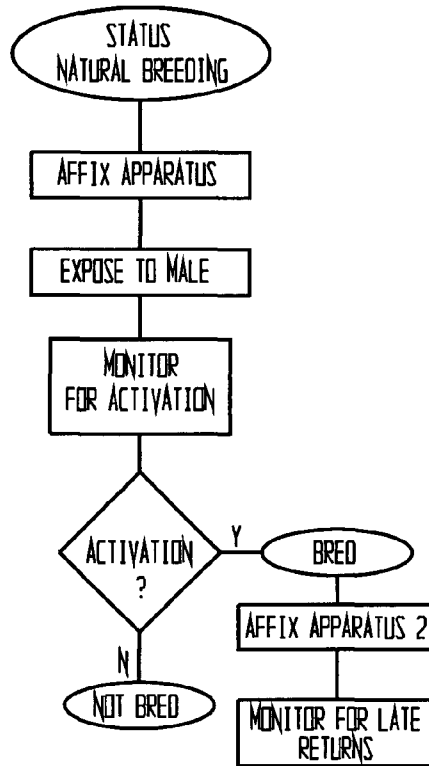 STATUS
NATURAL BREEDING
AFFIX APPARATUS
EXPOSE TO MALE
MONITOR
FOR ACTIVATION
ACTIVATION
?
Y
BRED
AFFIX APPARATUS 2
MONITOR FOR LATE
RETURNS
N
NOT BRED